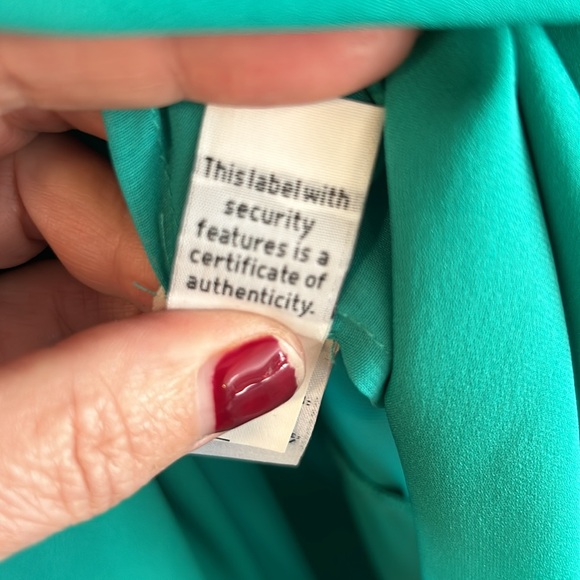 This label with
security
features is a
certificate of
authenticity.